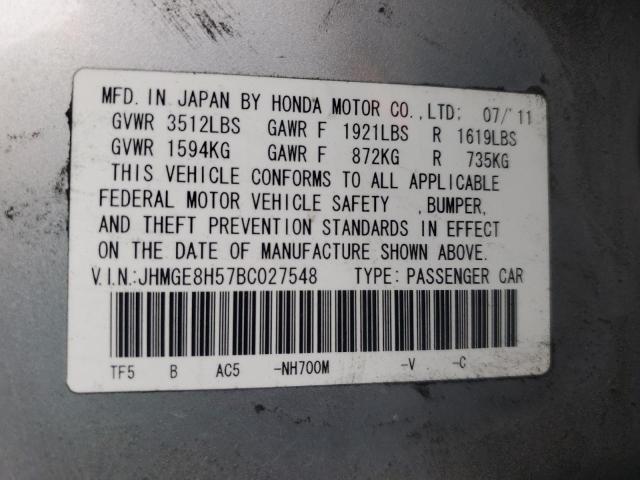 MFD. IN JAPAN BY HONDA MOTOR CO., LTD: 07/'11
GVWR 3512LBS GAWR F 1921LBS R 1619LBS
GVWR 1594KG GAWR F 872KG R 735KG
THIS VEHICLE CONFORMS TO ALL APPLICABLE
FEDERAL MOTOR VEHICLE SAFETY , BUMPER,
AND THEFT PREVENTION STANDARDS IN EFFECT
ON THE DATE OF MANUFACTURE SHOWN ABOVE.
V.I.N.:JHMGE8H57BC027548 TYPE: PASSENGER CAR
TF5 B AC5 -NH700M -V -C